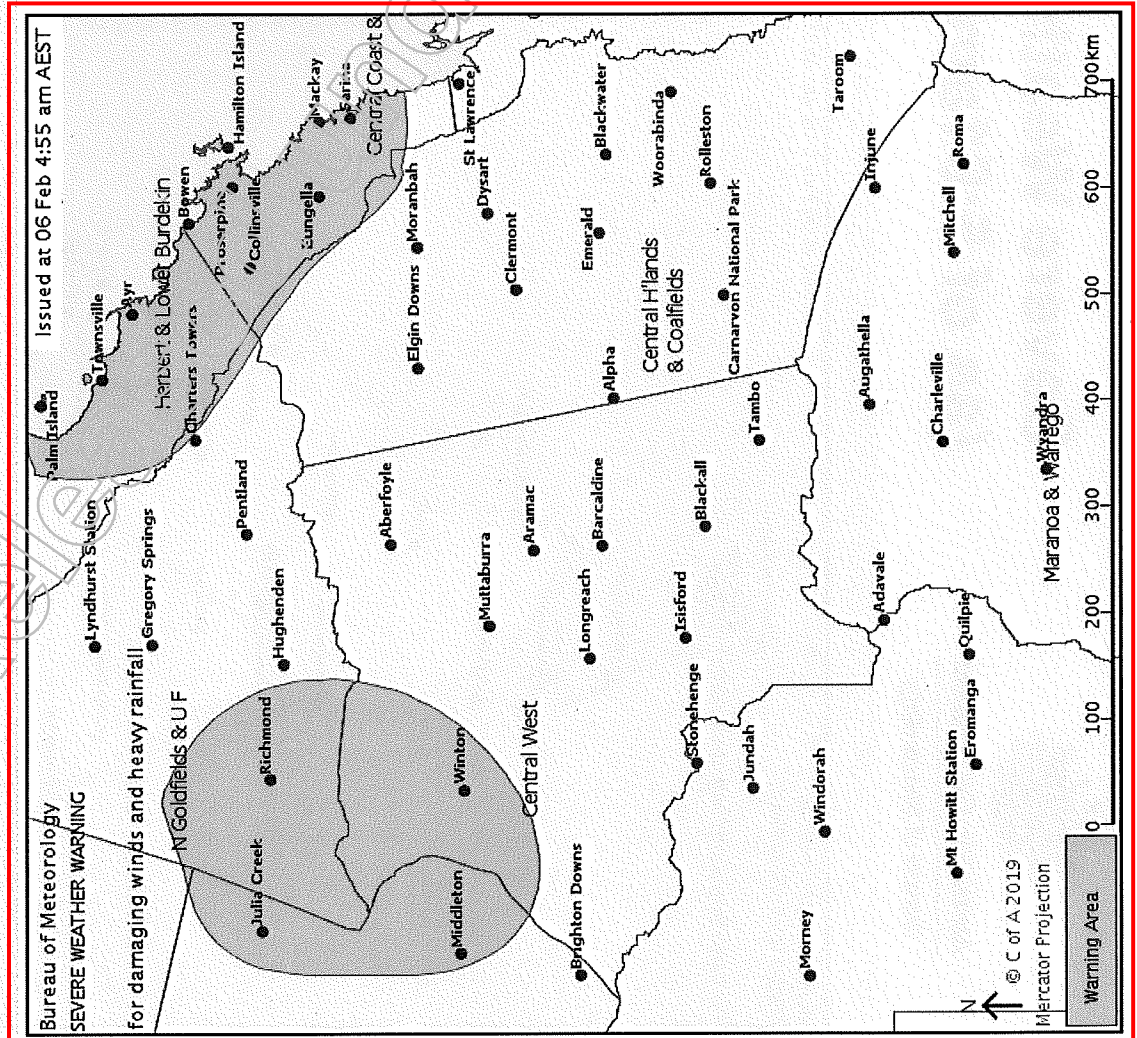 Bureau of Meteorology
Issued at 06 Feb 4:55 am AEST
SEVERE WEATHER WARNING
for damaging winds and heavy rainfall
Palm Island
Townsville
Ayr
Lyndhurst Station
Gregory Springs
Herbert & Lower Burdekin
Bowen
Hamilton Island
Proserpine
Collinsville
Charters Towers
N Goldfields & U F
Pentland
Julia Creek
Richmond
Hughenden
Eungella
Mackay
Sarina
Central Coast &
Aberfoyle
Elgin Downs
Moranbah
St Lawrence
Middleton
Winton
Muttaburra
Dysart
Clermont
Aramac
Central West
Brighton Downs
Longreach
Barcaldine
Alpha
Emerald
Blackwater
Central H'lands
& Coalfields
Woorabinda
Isisford
Stonehenge
Blackall
Rolleston
Carnarvon National Park
Jundah
Tambo
Morney
Windorah
Taroom
Adavale
Augathella
Injune
Mt Howitt Station
Eromanga
Quilpie
Charleville
Mitchell
Roma
Wyandra
Maranoa & Warrego
N
© C of A 2019
Mercator Projection
Warning Area
0 100 200 300 400 500 600 700km